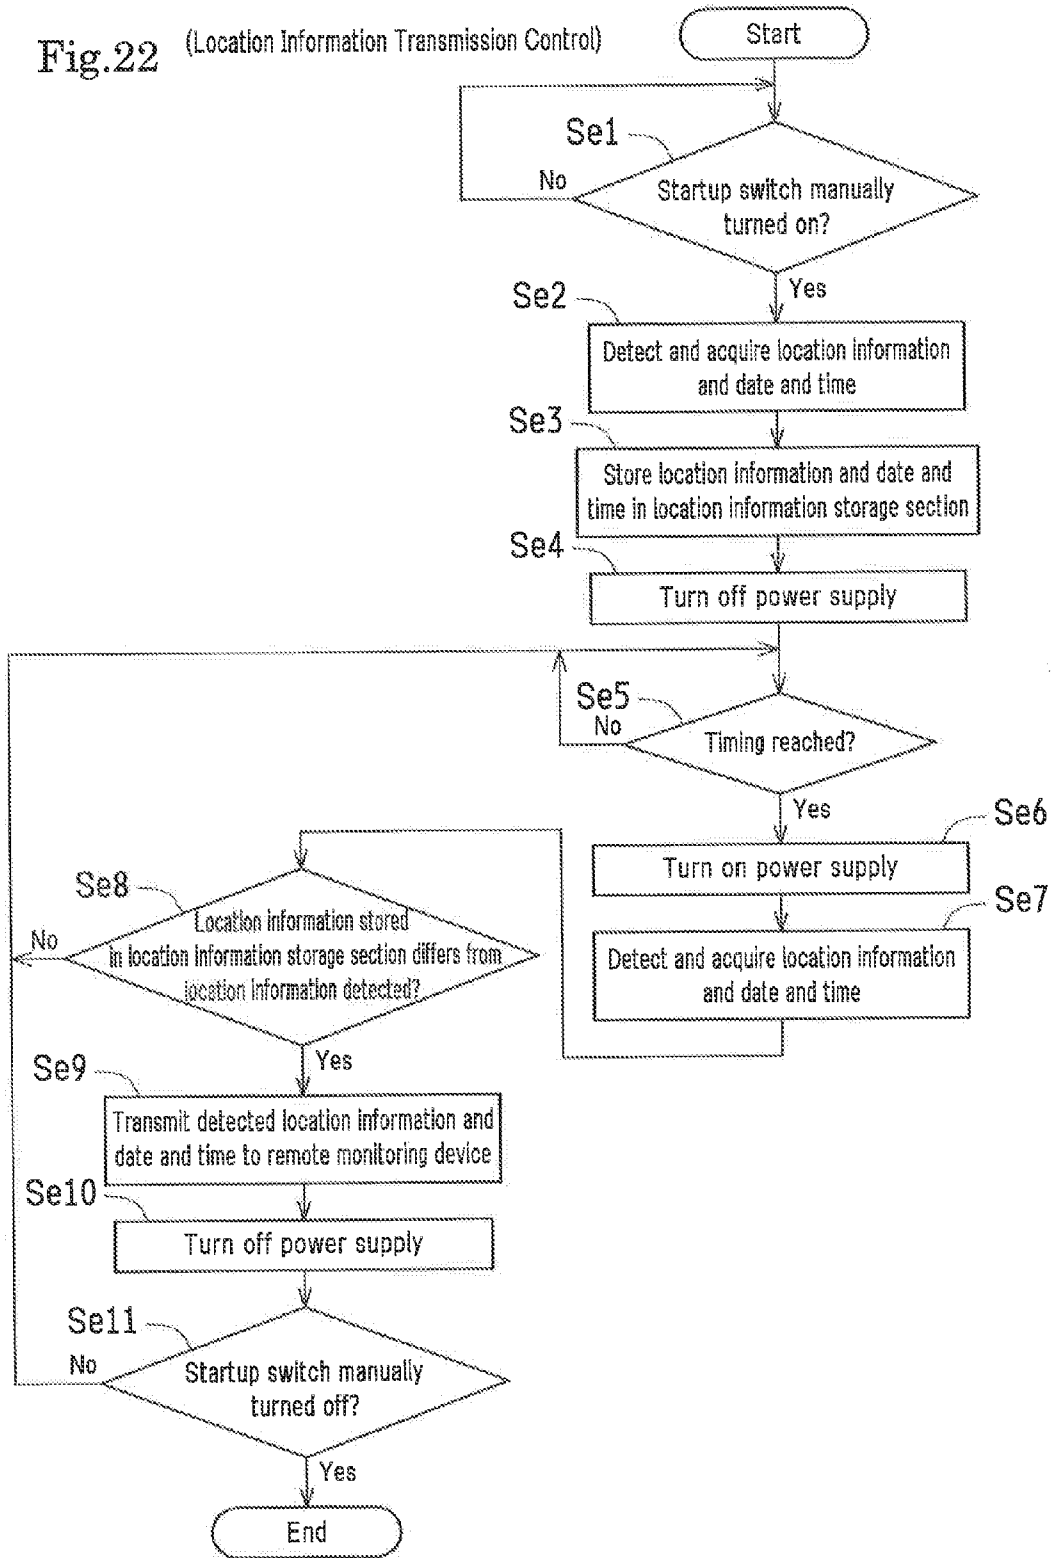 Fig.22 (Location Information Transmission Control)
Start
Se1
No
Startup switch manually
turned on?
Yes
Se2
Detect and acquire location information
and date and time
Se3
Store location information and date and
time in location information storage section
Se4
Turn off power supply
Se5
No
Timing reached?
Yes
Se6
Turn on power supply
Se7
Detect and acquire location information
and date and time
Se8
No
Location information stored
in location information storage section differs from
location information detected?
Yes
Se9
Transmit detected location information and
date and time to remote monitoring device
Se10
Turn off power supply
Se11
No
Startup switch manually
turned off?
Yes
End